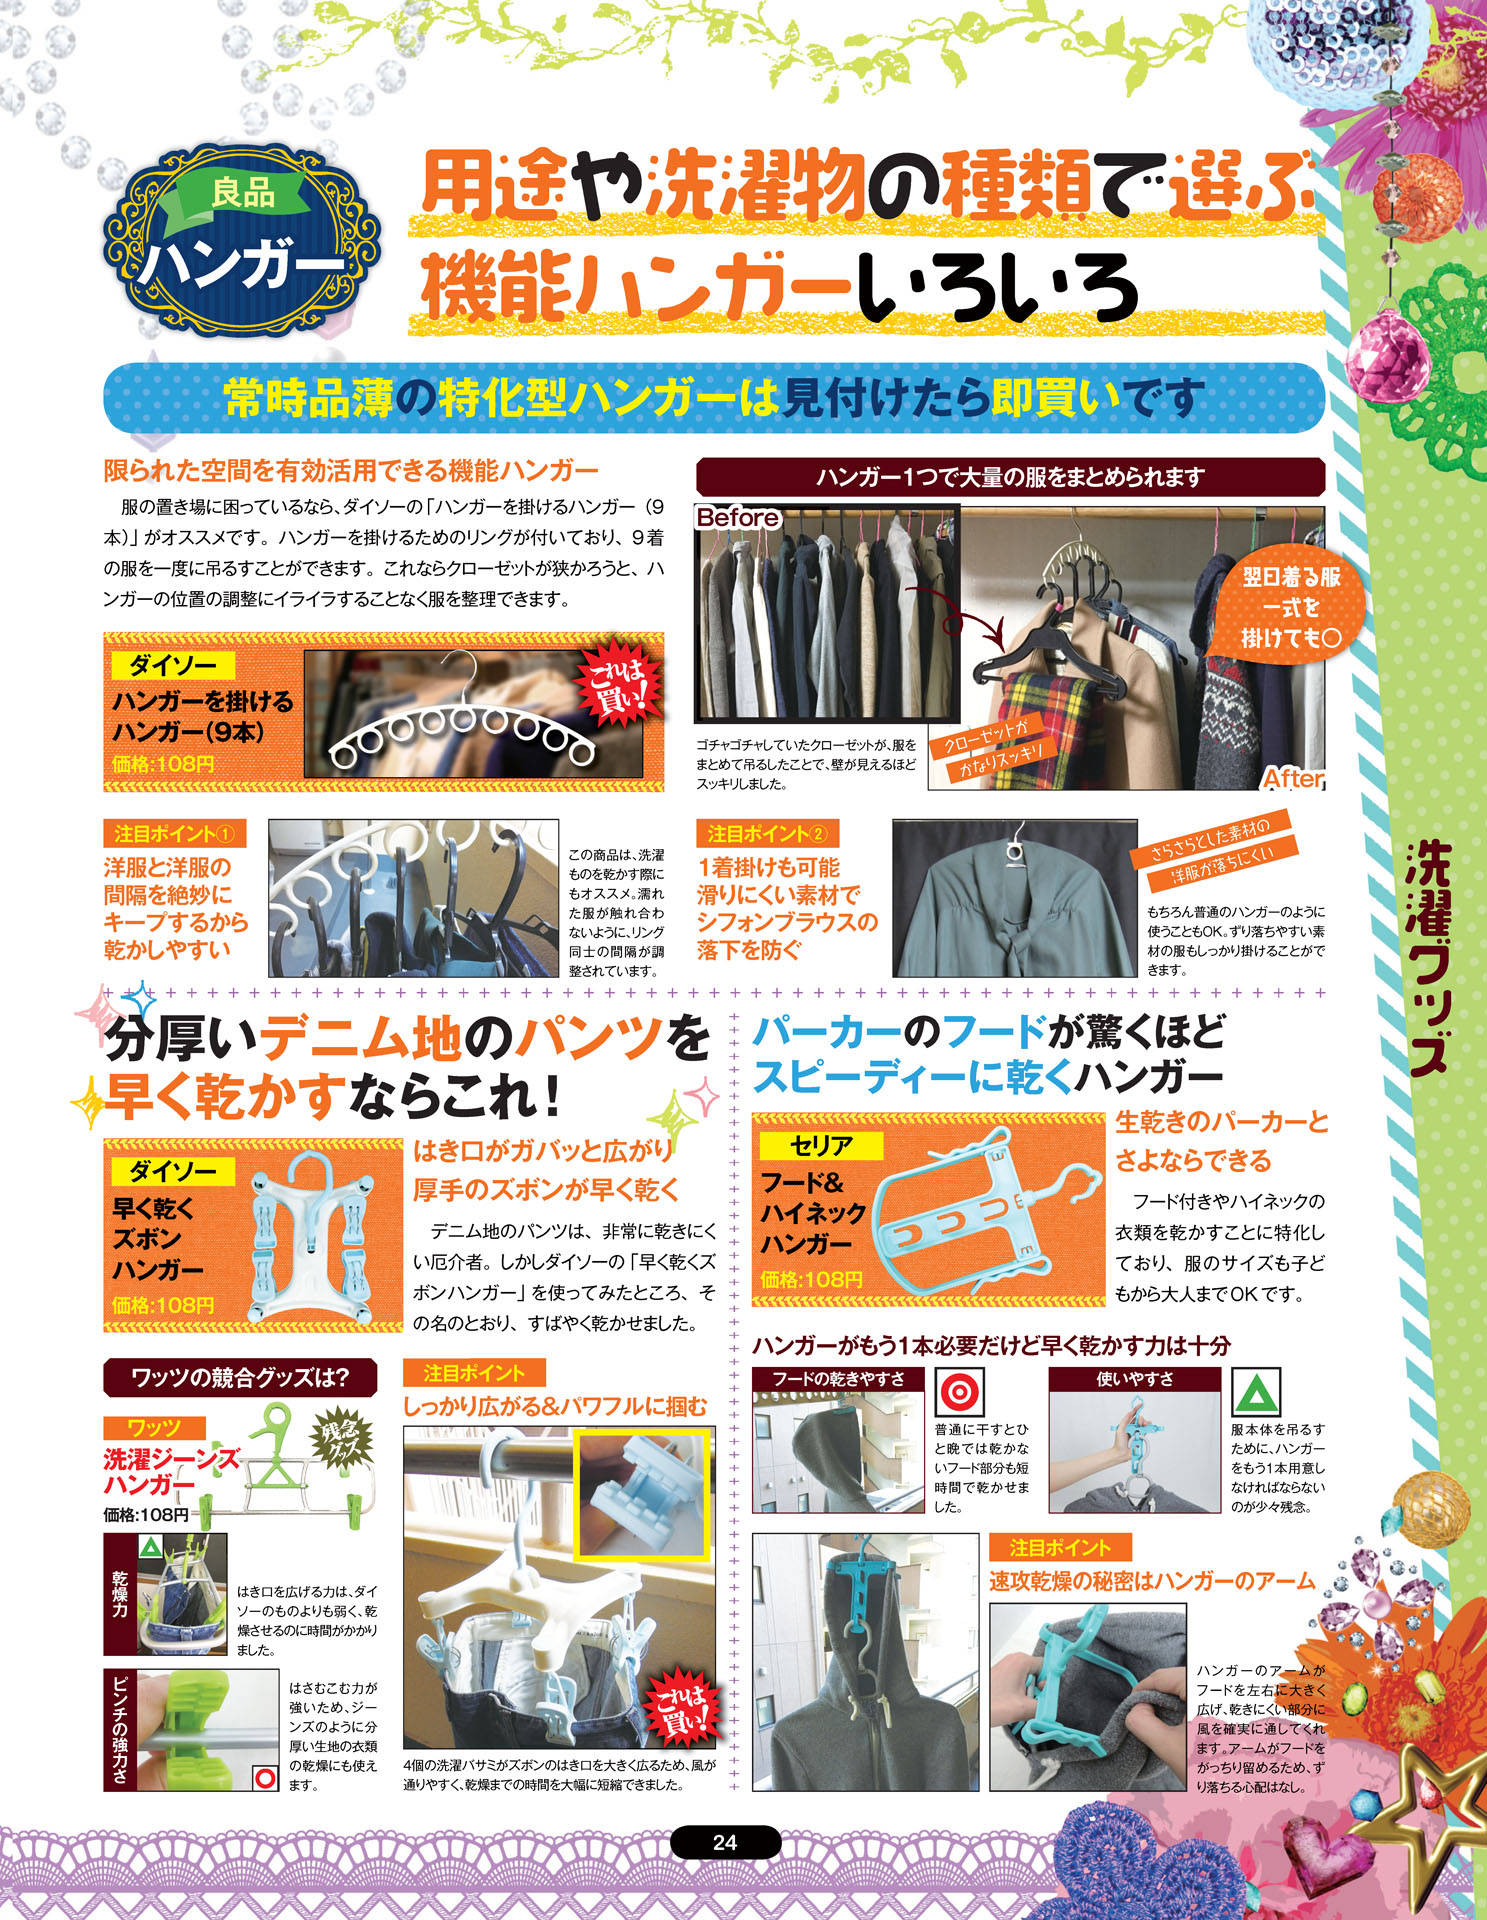 良品
ハンガー
用途や洗濯物の種類で選ぶ
機能ハンガーいろいろ
常時品薄の特化型ハンガーは見付けたら即買いです
限られた空間を有効活用できる機能ハンガー
服の置き場に困っているなら、ダイソーの「ハンガーを掛けるハンガー（9
本）」がオススメです。ハンガーを掛けるためのリングが付いており、9着
の服を一度に吊るすことができます。これならクローゼットが狭かろうと、ハ
ンガーの位置の調整にイライラすることなく服を整理できます。
ダイソー
ハンガーを掛ける
ハンガー（9本）
価格:108円
これは
買い!
ハンガー1つで大量の服をまとめられます
Before
翌日着る服
一式を
掛けても○
ゴチャゴチャしていたクローゼットが、服を
まとめて吊るしたことで、壁が見えるほど
スッキリしました。
クローゼットが
かなりスッキリ
After
注目ポイント①
洋服と洋服の
間隔を絶妙に
キープするから
乾かしやすい
この商品は、洗濯
ものを乾かす際に
もオススメ。濡れ
た服が触れ合わ
ないように、リング
同士の間隔が調
整されています。
注目ポイント②
1着掛けも可能
滑りにくい素材で
シフォンブラウスの
落下を防ぐ
さらさらとした素材の
洋服が落ちにくい
もちろん普通のハンガーのように
使うこともOK。ずり落ちやすい素
材の服もしっかり掛けることがで
きます。
洗濯グッズ
分厚いデニム地のパンツを
早く乾かすならこれ！
ダイソー
早く乾く
ズボン
ハンガー
価格:108円
はき口がガバッと広がり
厚手のズボンが早く乾く
デニム地のパンツは、非常に乾きにく
い厄介者。しかしダイソーの「早く乾くズ
ボンハンガー」を使ってみたところ、そ
の名のとおり、すばやく乾かせました。
ワッツの競合グッズは?
ワッツ
洗濯ジーンズ
ハンガー
価格:108円
残念
グッズ
乾燥力
はき口を広げる力は、ダイ
ソーのものよりも弱く、乾
燥させるのに時間がかかり
ました。
ピンチの強力さ
はさむこむ力が
強いため、ジー
ンズのように分
厚い生地の衣類
の乾燥にも使え
ます。
注目ポイント
しっかり広がる&パワフルに掴む
これは
買い!
4個の洗濯バサミがズボンのはき口を大きく広るため、風が
通りやすく、乾燥までの時間を大幅に短縮できました。
パーカーのフードが驚くほど
スピーディーに乾くハンガー
セリア
フード&
ハイネック
ハンガー
価格:108円
生乾きのパーカーと
さよならできる
フード付きやハイネックの
衣類を乾かすことに特化し
ており、服のサイズも子ど
もから大人までOKです。
ハンガーがもう1本必要だけど早く乾かす力は十分
フードの乾きやすさ
普通に干すとひ
と晩では乾かな
いフード部分も短
時間で乾かせま
した。
使いやすさ
服本体を吊るす
ために、ハンガー
をもう1本用意し
なければならない
のが少々残念。
注目ポイント
速攻乾燥の秘密はハンガーのアーム
ハンガーのアームが
フードを左右に大きく
広げ、乾きにくい部分に
風を確実に通してくれ
ます。アームがフードを
がっちり留めるため、ず
り落ちる心配はなし。
24